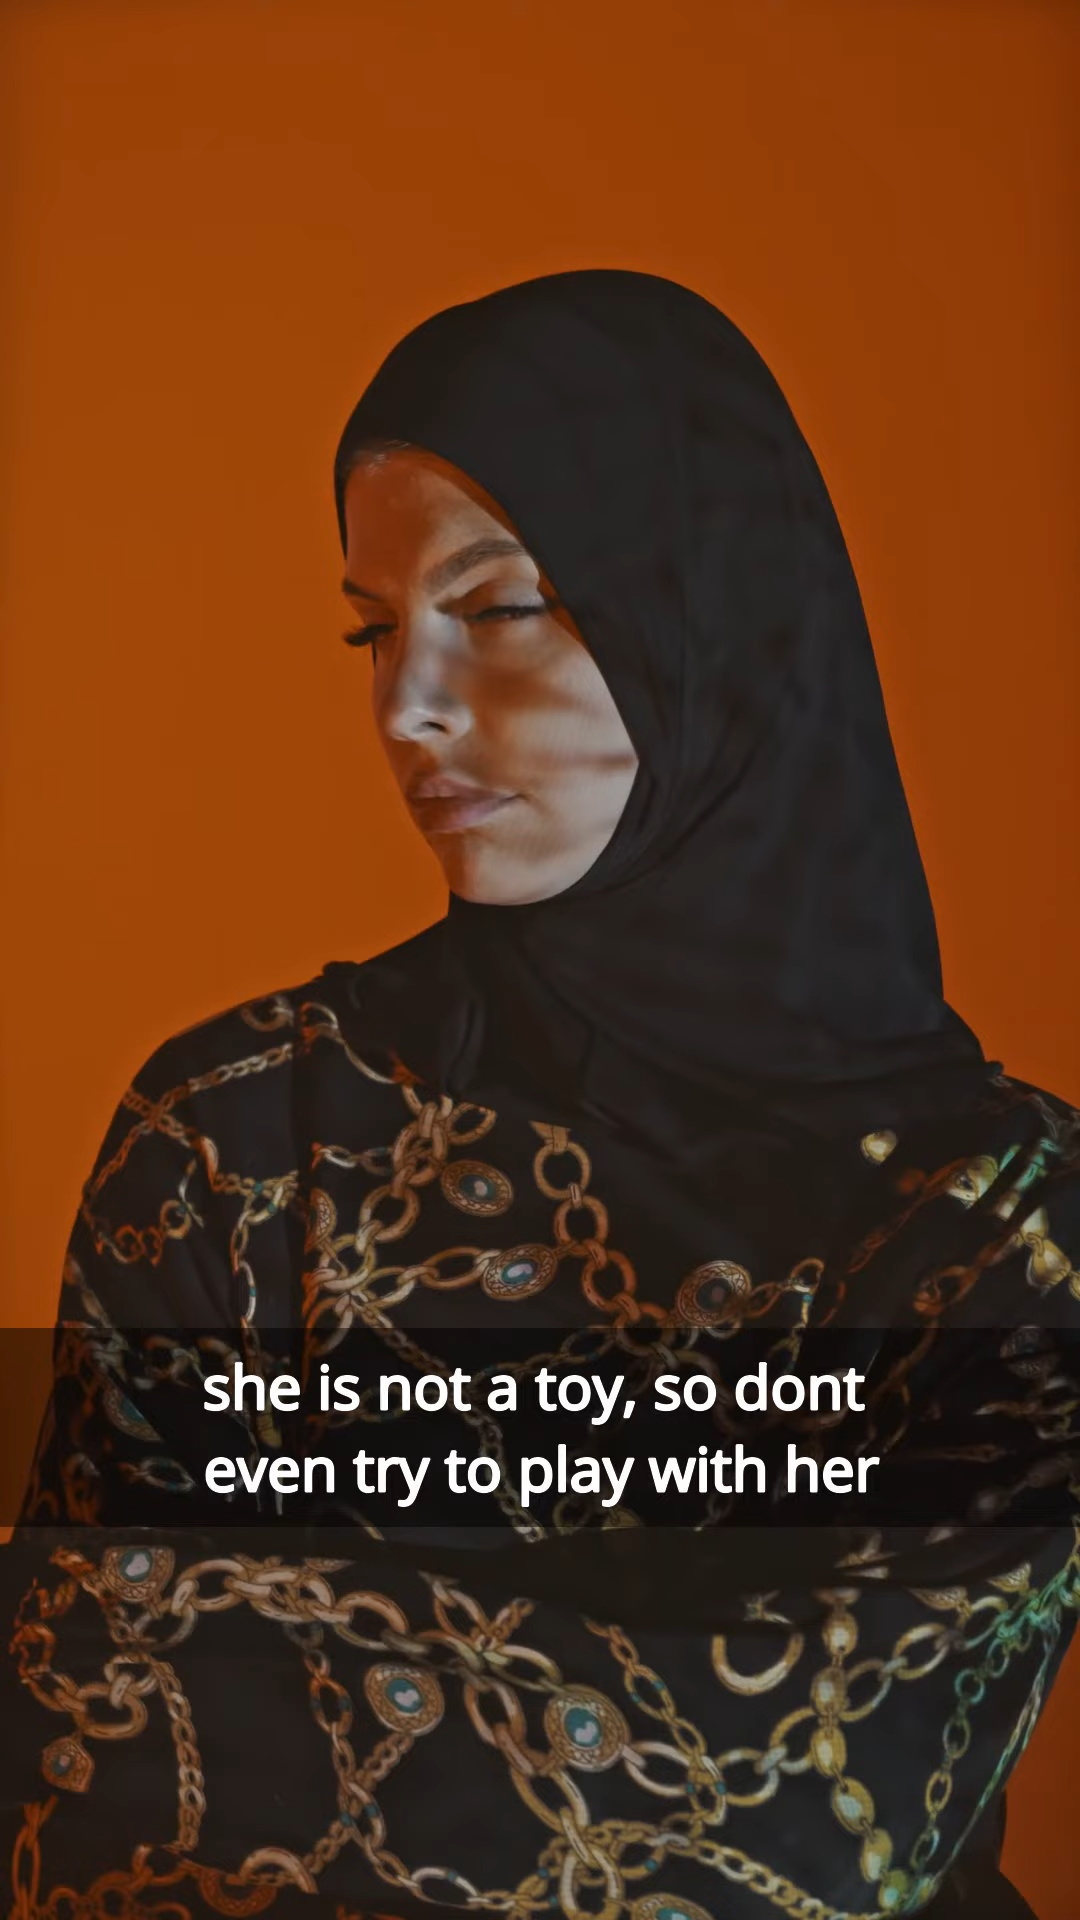 she is not a toy, so dont
even try to play with her